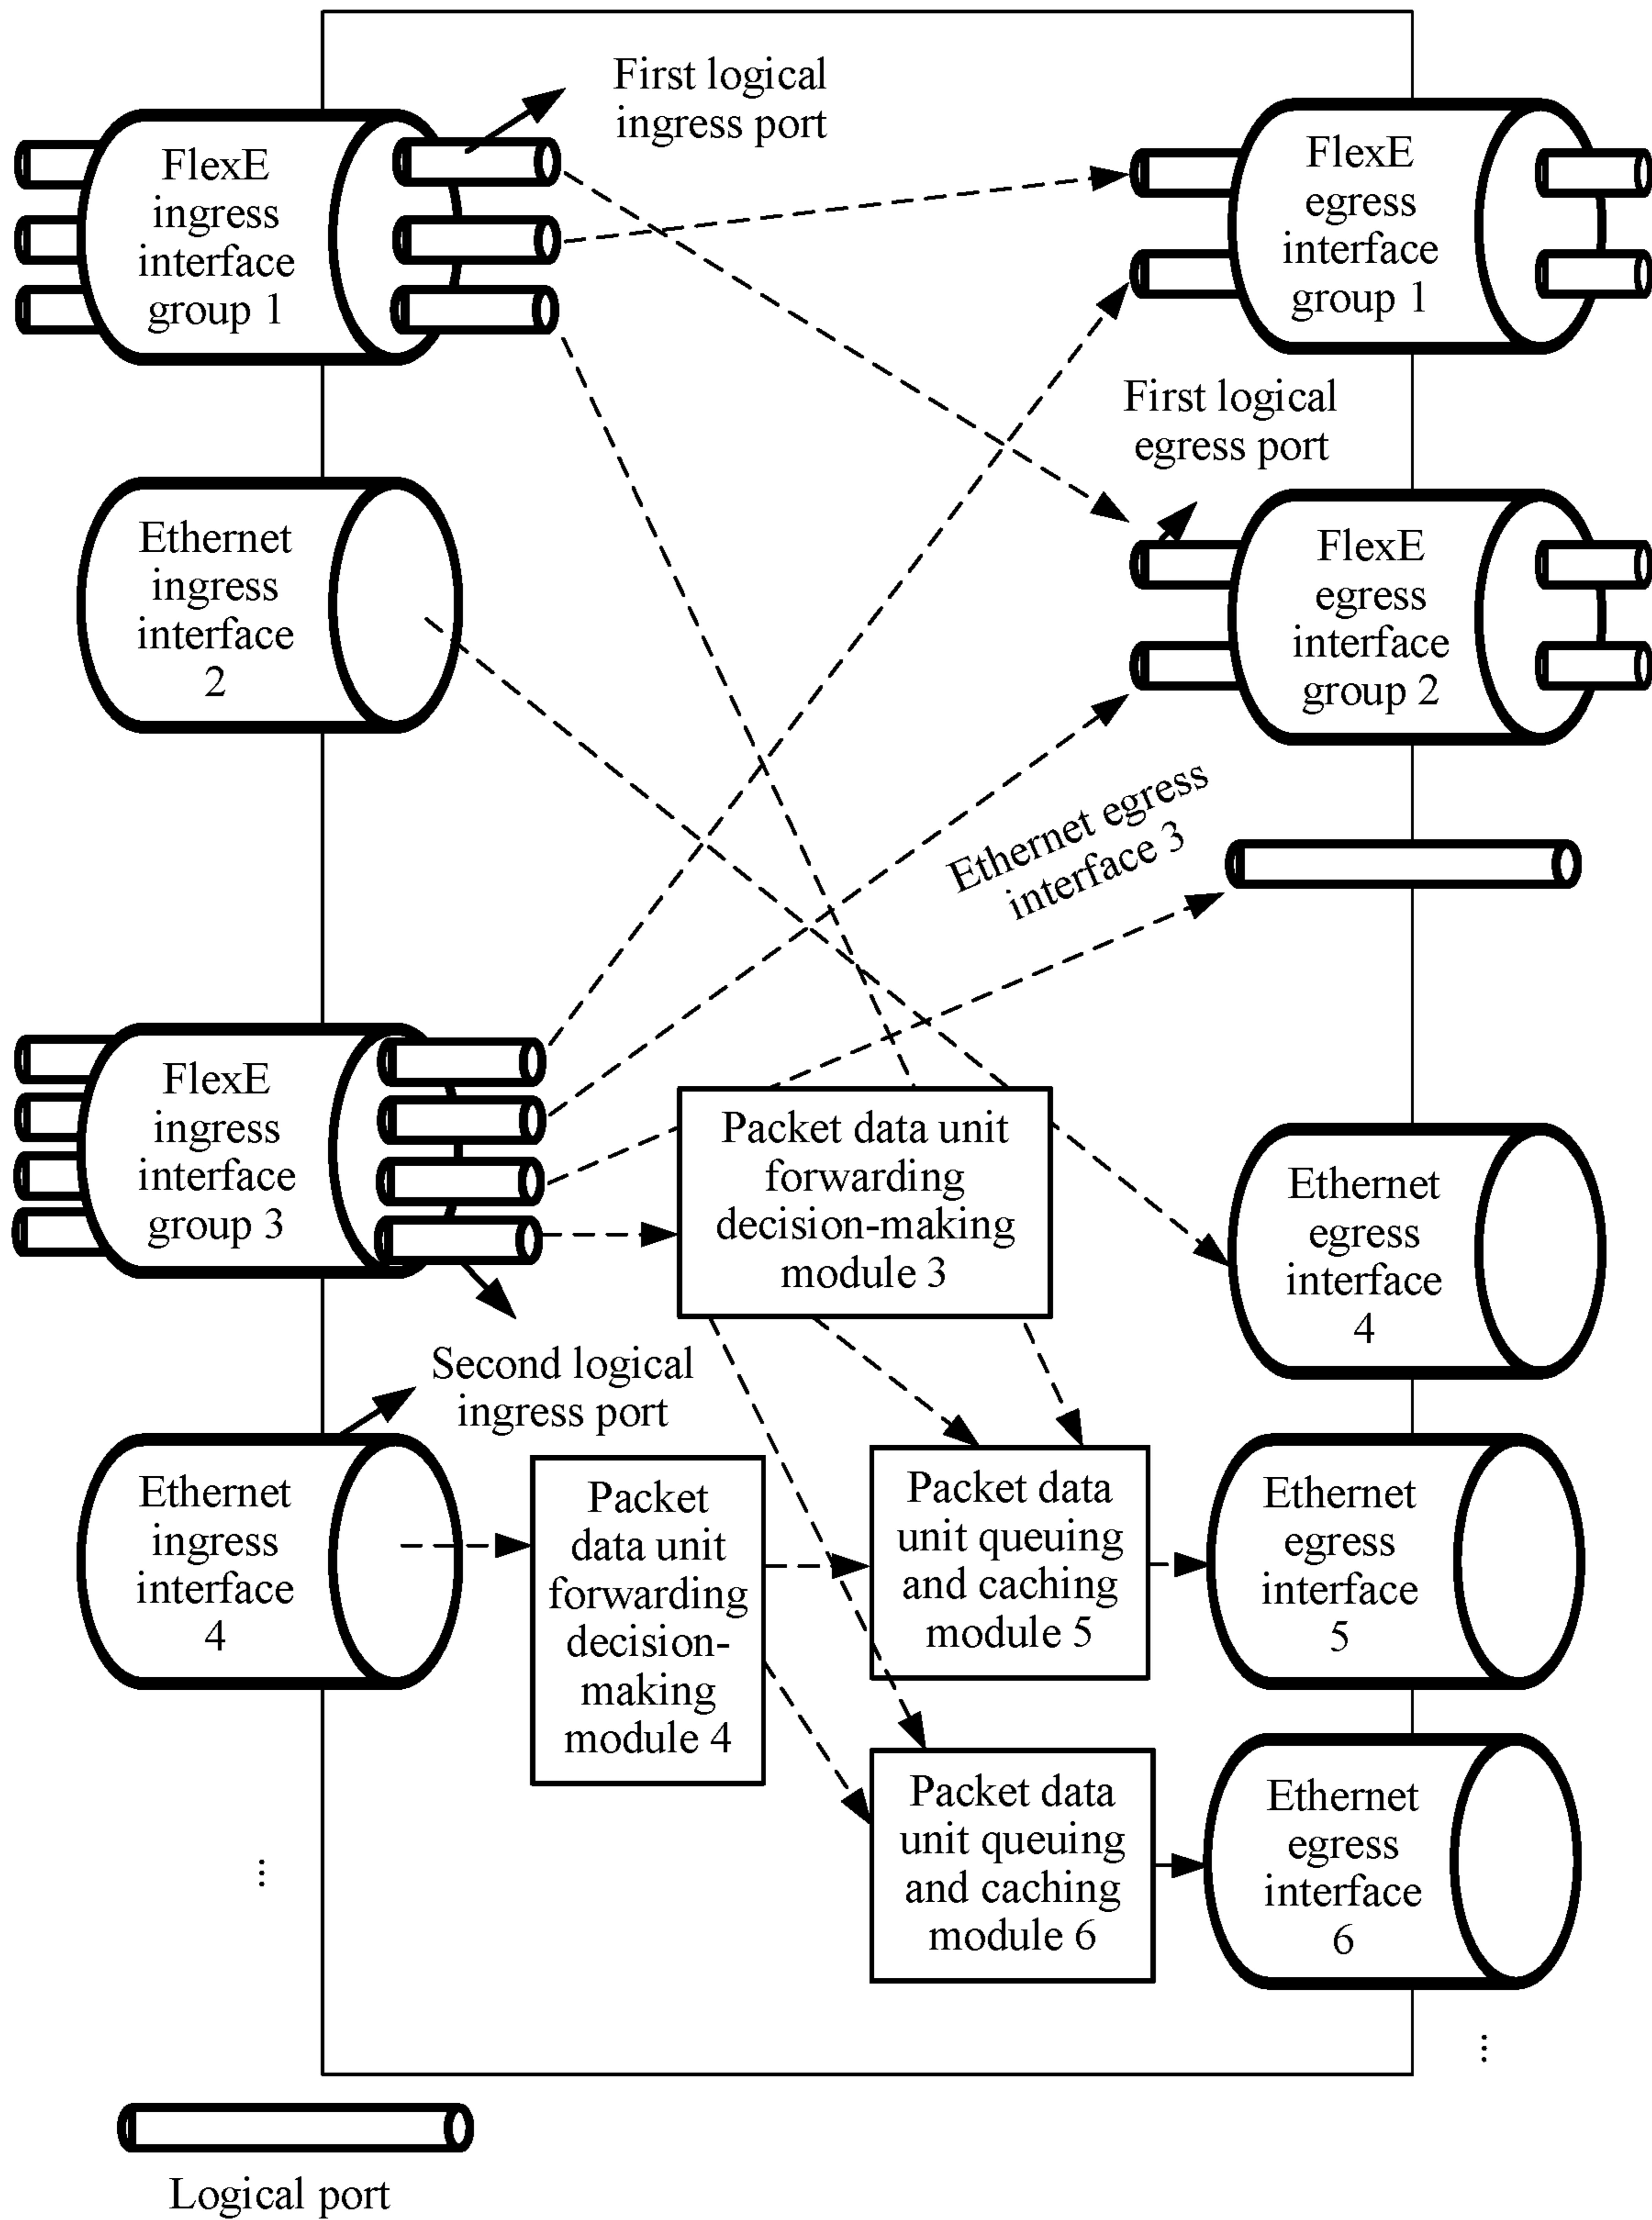 First logical
ingress port
FlexE
ingress
interface
group 1
FlexE
egress
interface
group 1
First logical
egress port
Ethernet
ingress
interface
2
FlexE
egress
interface
group 2
Ethernet egress
interface 3
FlexE
ingress
interface
group 3
Packet data unit
forwarding
decision-making
module 3
Ethernet
egress
interface
4
Second logical
ingress port
Ethernet
ingress
interface
4
Packet
data unit
forwarding
decision-
making
module 4
Packet data
unit queuing
and caching
module 5
Ethernet
egress
interface
5
Packet data
unit queuing
and caching
module 6
Ethernet
egress
interface
6
...
...
Logical port